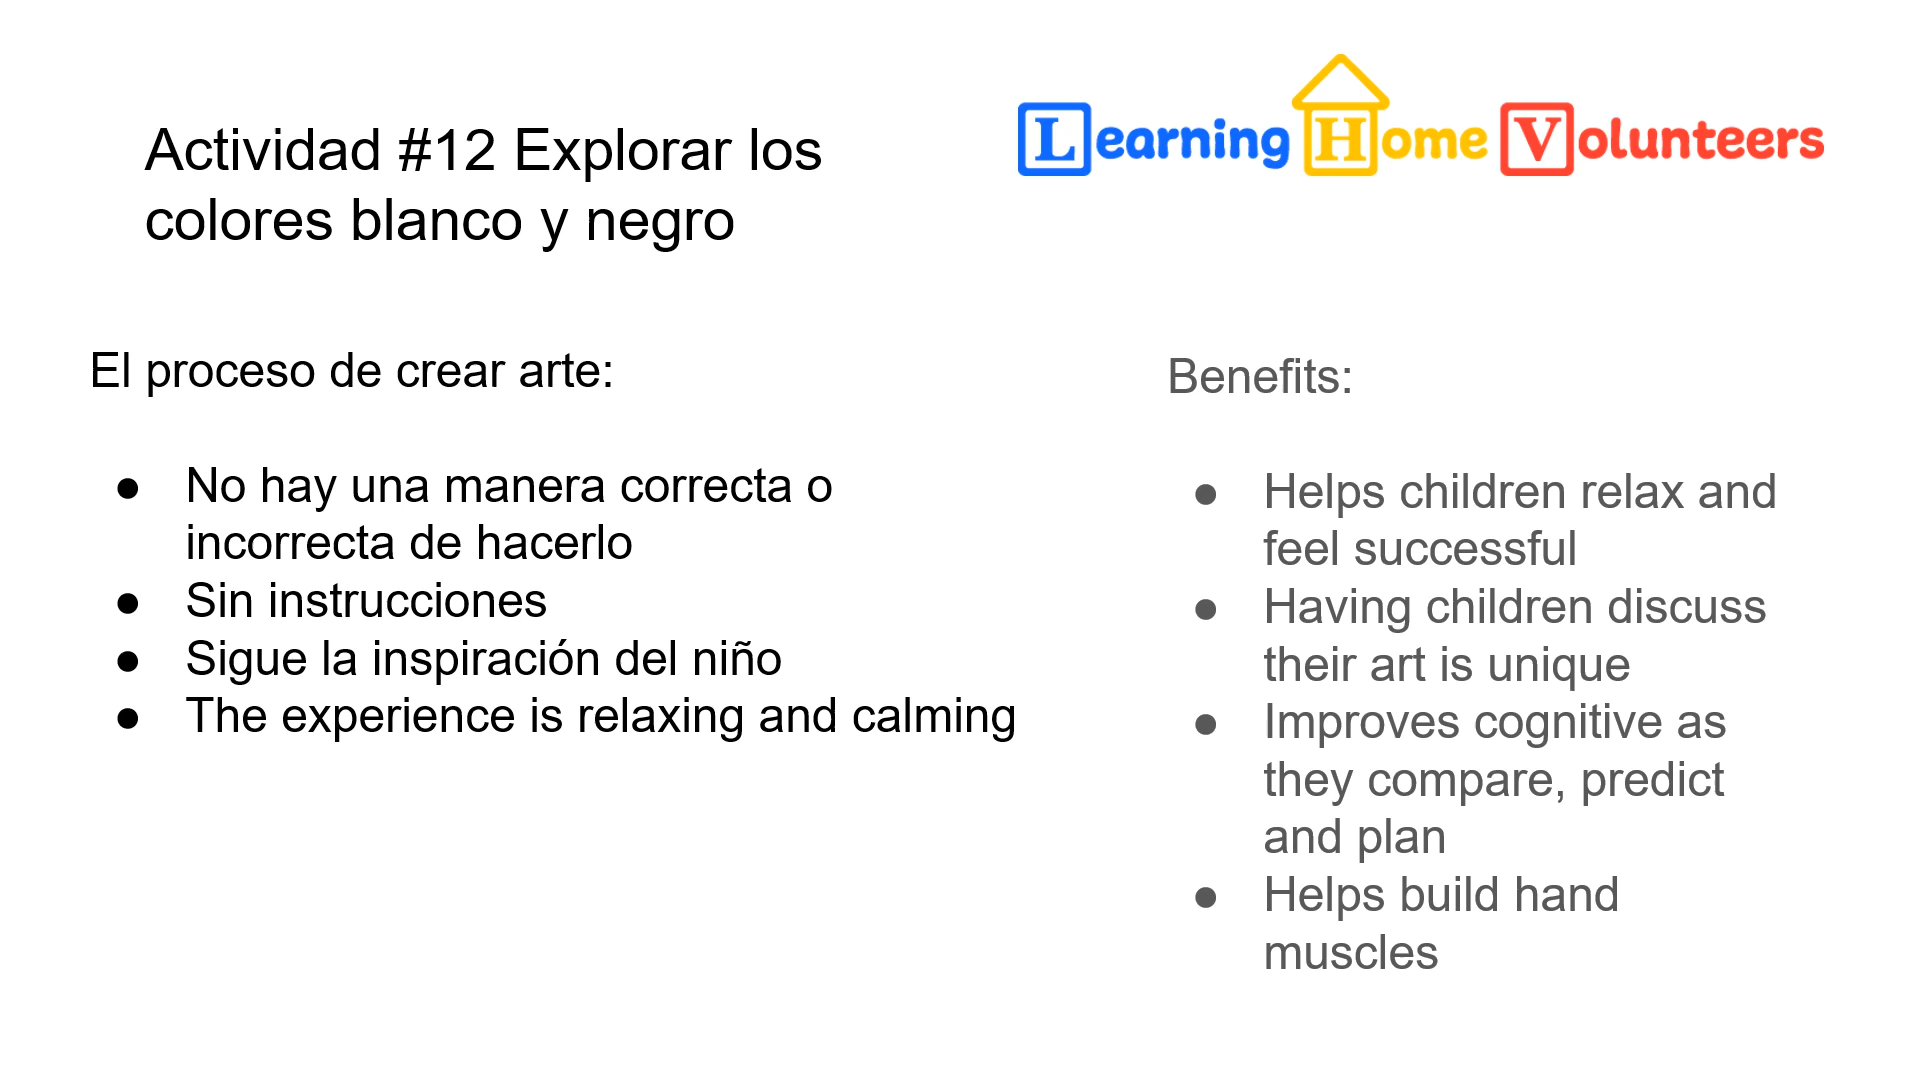 Actividad #12 Explorar los
colores blanco y negro
Learning Home Volunteers
El proceso de crear arte:
● No hay una manera correcta o
incorrecta de hacerlo
● Sin instrucciones
● Sigue la inspiración del niño
● The experience is relaxing and calming
Benefits:
● Helps children relax and
feel successful
● Having children discuss
their art is unique
● Improves cognitive as
they compare, predict
and plan
● Helps build hand
muscles